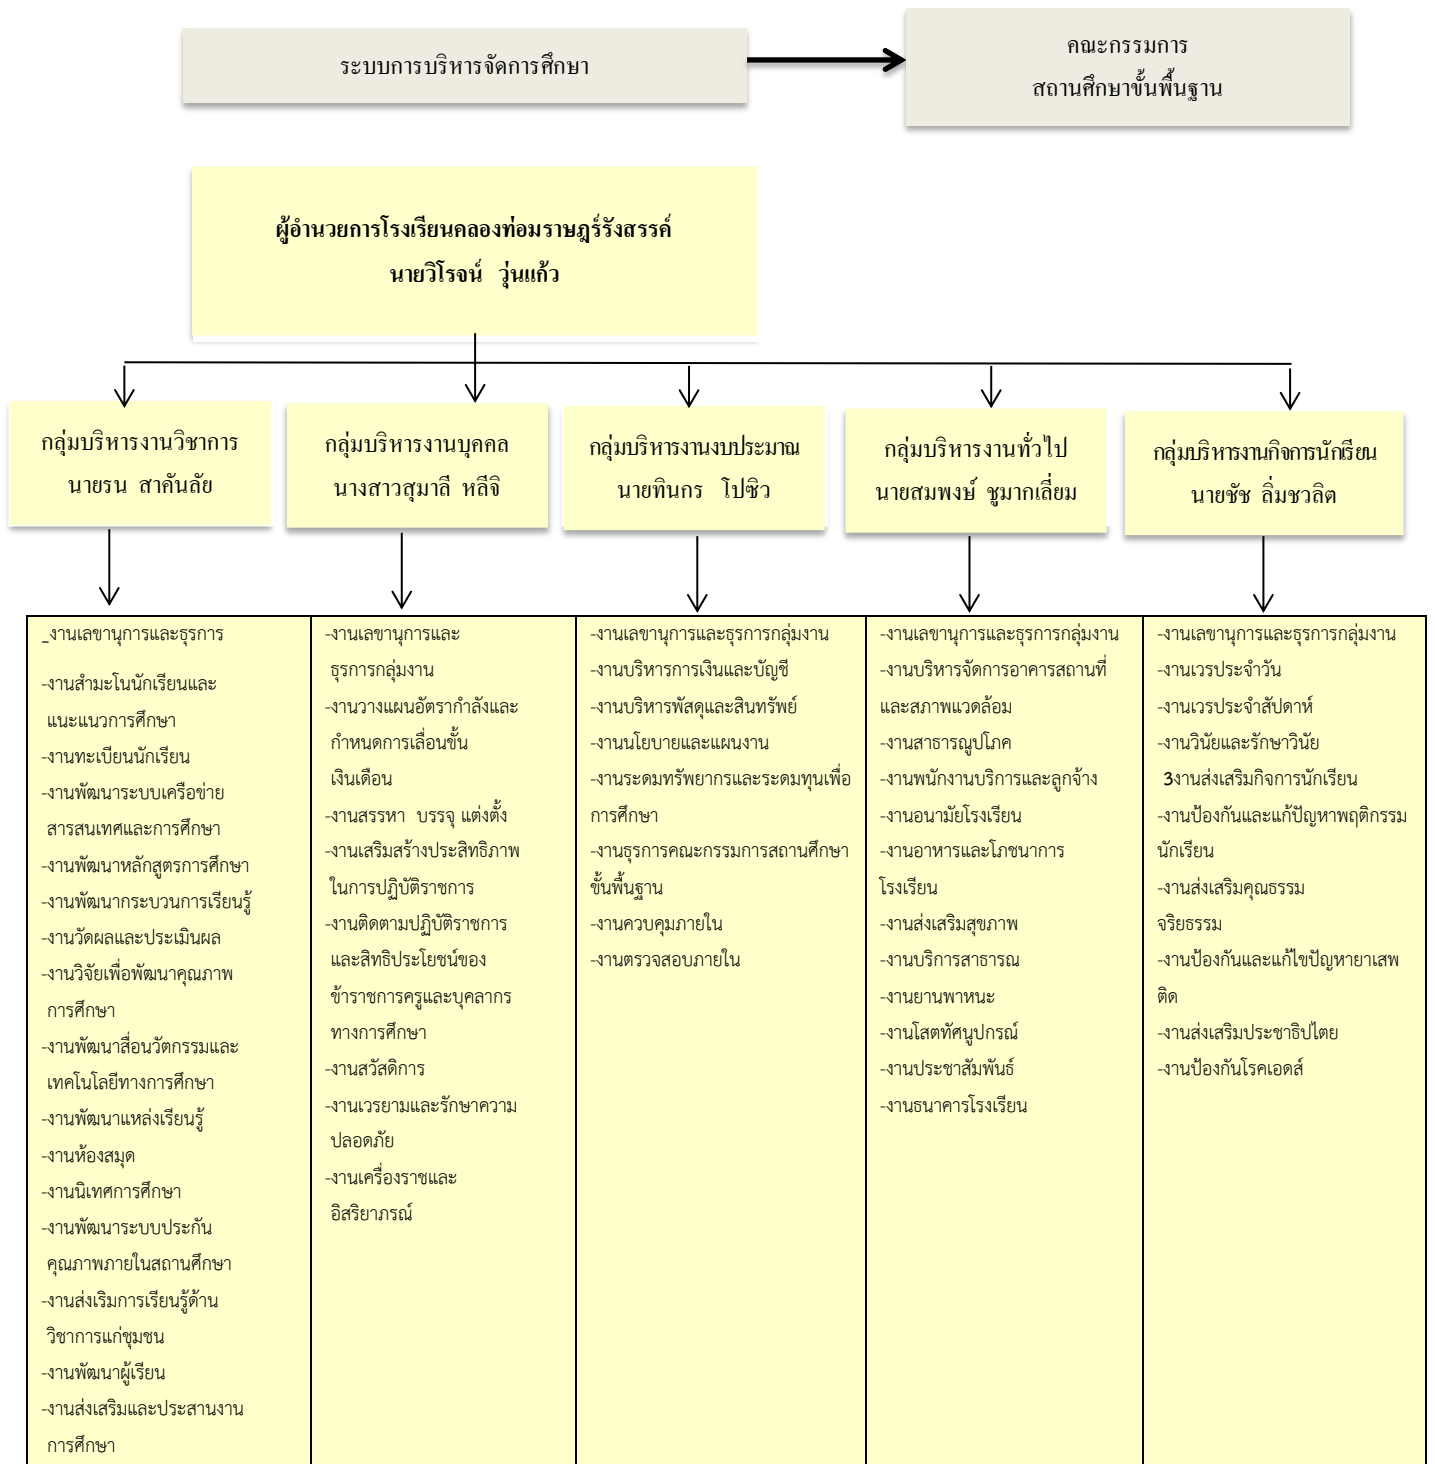 ระบบการบริหารจัดการศึกษา
คณะกรรมการ
สถานศึกษาขั้นพื้นฐาน
ผู้อำนวยการโรงเรียนคลองท่อมราษฎร์รังสรรค์
นายวิโรจน์ วุ่นแก้ว
กลุ่มบริหารงานวิชาการ
นายรน สาคันลัย
กลุ่มบริหารงานบุคคล
นางสาวสุมาลี หลีจิ
กลุ่มบริหารงานงบประมาณ
นายทินกร โปซิว
กลุ่มบริหารงานทั่วไป
นายสมพงษ์ ชูมากเลี่ยม
กลุ่มบริหารงานกิจการนักเรียน
นายชัช ลิ่มชวลิต
_งานเลขานุการและธุรการ
-งานสำมะโนนักเรียนและ
แนะแนวการศึกษา
-งานทะเบียนนักเรียน
-งานพัฒนาระบบเครือข่าย
สารสนเทศและการศึกษา
-งานพัฒนาหลักสูตรการศึกษา
-งานพัฒนากระบวนการเรียนรู้
-งานวัดผลและประเมินผล
-งานวิจัยเพื่อพัฒนาคุณภาพ
การศึกษา
-งานพัฒนาสื่อนวัตกรรมและ
เทคโนโลยีทางการศึกษา
-งานพัฒนาแหล่งเรียนรู้
-งานห้องสมุด
-งานนิเทศการศึกษา
-งานพัฒนาระบบประกัน
คุณภาพภายในสถานศึกษา
-งานส่งเริมการเรียนรู้ด้าน
วิชาการแก่ชุมชน
-งานพัฒนาผู้เรียน
-งานส่งเสริมและประสานงาน
การศึกษา
-งานเลขานุการและ
ธุรการกลุ่มงาน
-งานวางแผนอัตรากำลังและ
กำหนดการเลื่อนขั้น
เงินเดือน
-งานสรรหา บรรจุ แต่งตั้ง
-งานเสริมสร้างประสิทธิภาพ
ในการปฏิบัติราชการ
-งานติดตามปฏิบัติราชการ
และสิทธิประโยชน์ของ
ข้าราชการครูและบุคลากร
ทางการศึกษา
-งานสวัสดิการ
-งานเวรยามและรักษาความ
ปลอดภัย
-งานเครื่องราชและ
อิสริยาภรณ์
-งานเลขานุการและธุรการกลุ่มงาน
-งานบริหารการเงินและบัญชี
-งานบริหารพัสดุและสินทรัพย์
-งานนโยบายและแผนงาน
-งานระดมทรัพยากรและระดมทุนเพื่อ
การศึกษา
-งานธุรการคณะกรรมการสถานศึกษา
ขั้นพื้นฐาน
-งานควบคุมภายใน
-งานตรวจสอบภายใน
-งานเลขานุการและธุรการกลุ่มงาน
-งานบริหารจัดการอาคารสถานที่
และสภาพแวดล้อม
-งานสาธารณูปโภค
-งานพนักงานบริการและลูกจ้าง
-งานอนามัยโรงเรียน
-งานอาหารและโภชนาการ
โรงเรียน
-งานส่งเสริมสุขภาพ
-งานบริการสาธารณ
-งานยานพาหนะ
-งานโสตทัศนูปกรณ์
-งานประชาสัมพันธ์
-งานธนาคารโรงเรียน
-งานเลขานุการและธุรการกลุ่มงาน
-งานเวรประจำวัน
-งานเวรประจำสัปดาห์
-งานวินัยและรักษาวินัย
3งานส่งเสริมกิจการนักเรียน
-งานป้องกันและแก้ปัญหาพฤติกรรม
นักเรียน
-งานส่งเสริมคุณธรรม
จริยธรรม
-งานป้องกันและแก้ไขปัญหายาเสพ
ติด
-งานส่งเสริมประชาธิปไตย
-งานป้องกันโรคเอดส์